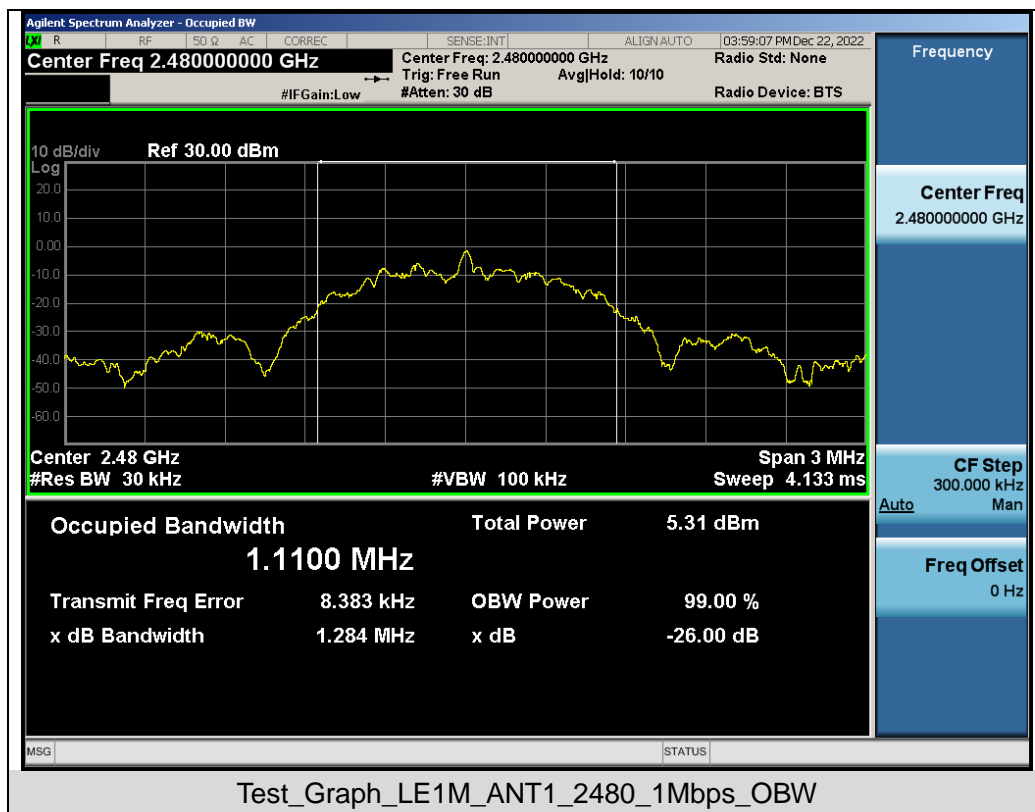 Agilent Spectrum Analyzer - Occupied BW
LXI R RF 50 Ω AC CORREC SENSE:INT ALIGN AUTO 03:59:07 PM Dec 22, 2022
Center Freq 2.480000000 GHz
Center Freq: 2.480000000 GHz
Radio Std: None
Trig: Free Run Avg|Hold: 10/10
#IFGain:Low
#Atten: 30 dB
Radio Device: BTS
Frequency
10 dB/div Ref 30.00 dBm
Log
20.0
10.0
0.00
-10.0
-20.0
-30.0
-40.0
-50.0
-60.0
Center 2.48 GHz Span 3 MHz
#Res BW 30 kHz #VBW 100 kHz Sweep 4.133 ms
Center Freq
2.480000000 GHz
CF Step
300.000 kHz
Auto Man
Freq Offset
0 Hz
Occupied Bandwidth Total Power 5.31 dBm
1.1100 MHz
Transmit Freq Error 8.383 kHz OBW Power 99.00 %
x dB Bandwidth 1.284 MHz x dB -26.00 dB
MSG STATUS
Test_Graph_LE1M_ANT1_2480_1Mbps_OBW